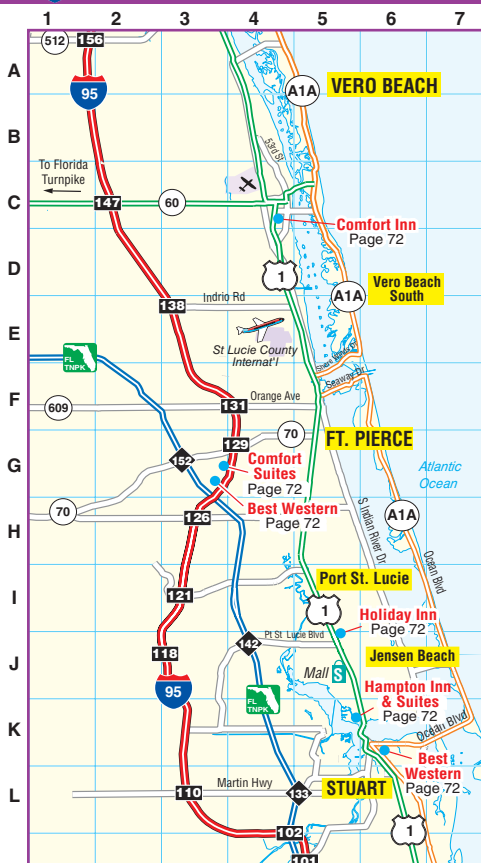 1 2 3 4 5 6 7
512
156
A
95
A1A
VERO BEACH
B
53rd St
To Florida
Turnpike
C
147
60
Comfort Inn
Page 72
D
1
Vero Beach
South
A1A
138
Indrio Rd
E
St Lucie County
Internat'l
FL
TNPK
Seaway Dr
F
609
131
Orange Ave
129
70
FT. PIERCE
G
152
Comfort
Suites
Page 72
Atlantic
Ocean
Best Western
Page 72
70
H
126
S Indian River Dr
A1A
Ocean Blvd
I
121
Port St. Lucie
1
Holiday Inn
Page 72
Pt St Lucie Blvd
142
J
118
Jensen Beach
Mall
S
95
FL
TNPK
Hampton Inn
& Suites
Page 72
K
Ocean Blvd
Best
Western
Page 72
L
110
Martin Hwy
133
STUART
102
1
101